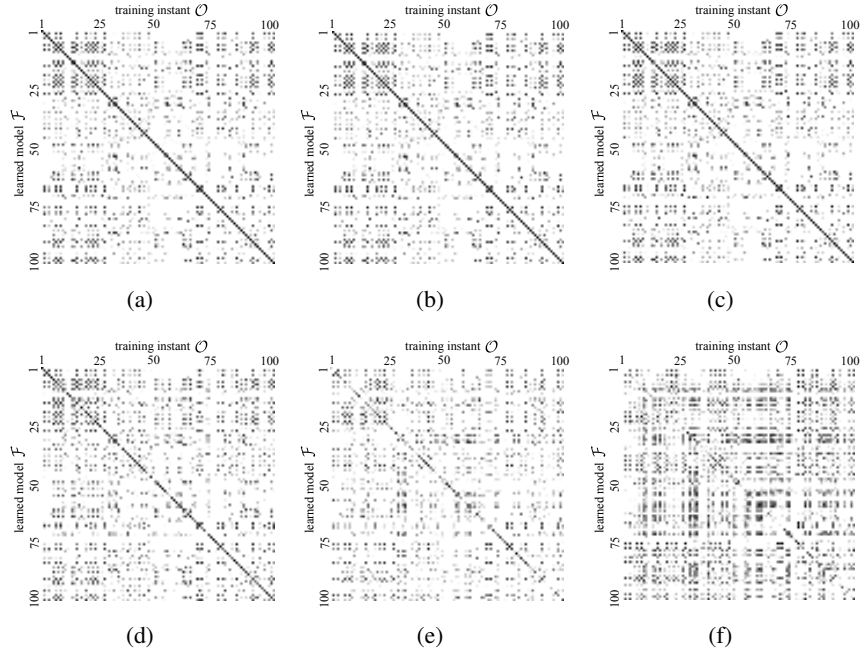 training instant 𝒪 training instant 𝒪 training instant 𝒪
1 25 50 75 100 1 25 50 75 100 1 25 50 75 100
learned model ℱ 1 25 50 75 100
learned model ℱ 1 25 50 75 100
learned model ℱ 1 25 50 75 100
(a) (b) (c)
training instant 𝒪 training instant 𝒪 training instant 𝒪
1 25 50 75 100 1 25 50 75 100 1 25 50 75 100
learned model ℱ 1 25 50 75 100
learned model ℱ 1 25 50 75 100
learned model ℱ 1 25 50 75 100
(d) (e) (f)